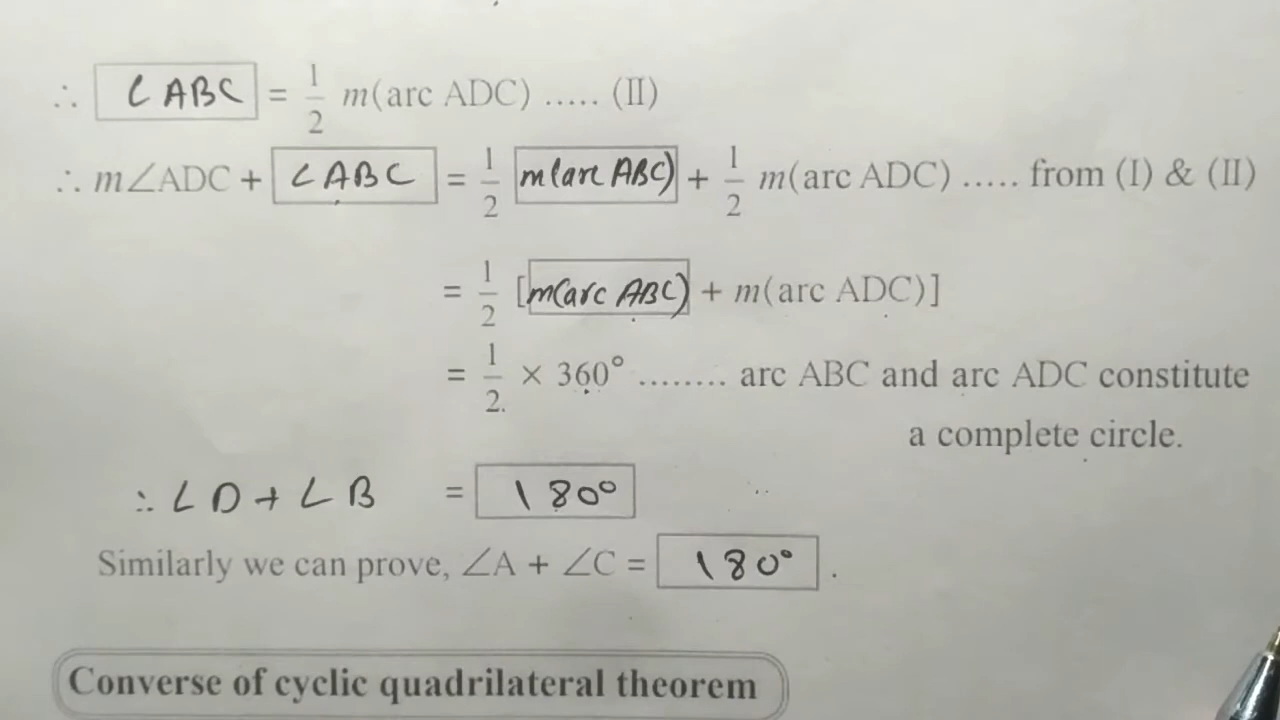 ∴ ∠ABC = 1/2 m(arc ADC) ..... (II)
∴ m∠ADC + ∠ABC = 1/2 m(arc ABC) + 1/2 m(arc ADC) ..... from (I) & (II)
= 1/2 [m(arc ABC) + m(arc ADC)]
= 1/2 × 360° ........ arc ABC and arc ADC constitute
a complete circle.
∴ ∠D + ∠B = 180°
Similarly we can prove, ∠A + ∠C = 180° .
Converse of cyclic quadrilateral theorem